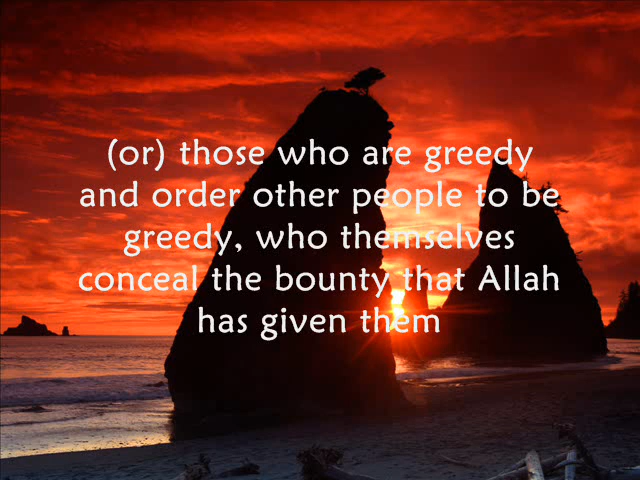 (or) those who are greedy
and order other people to be
greedy, who themselves
conceal the bounty that Allah
has given them